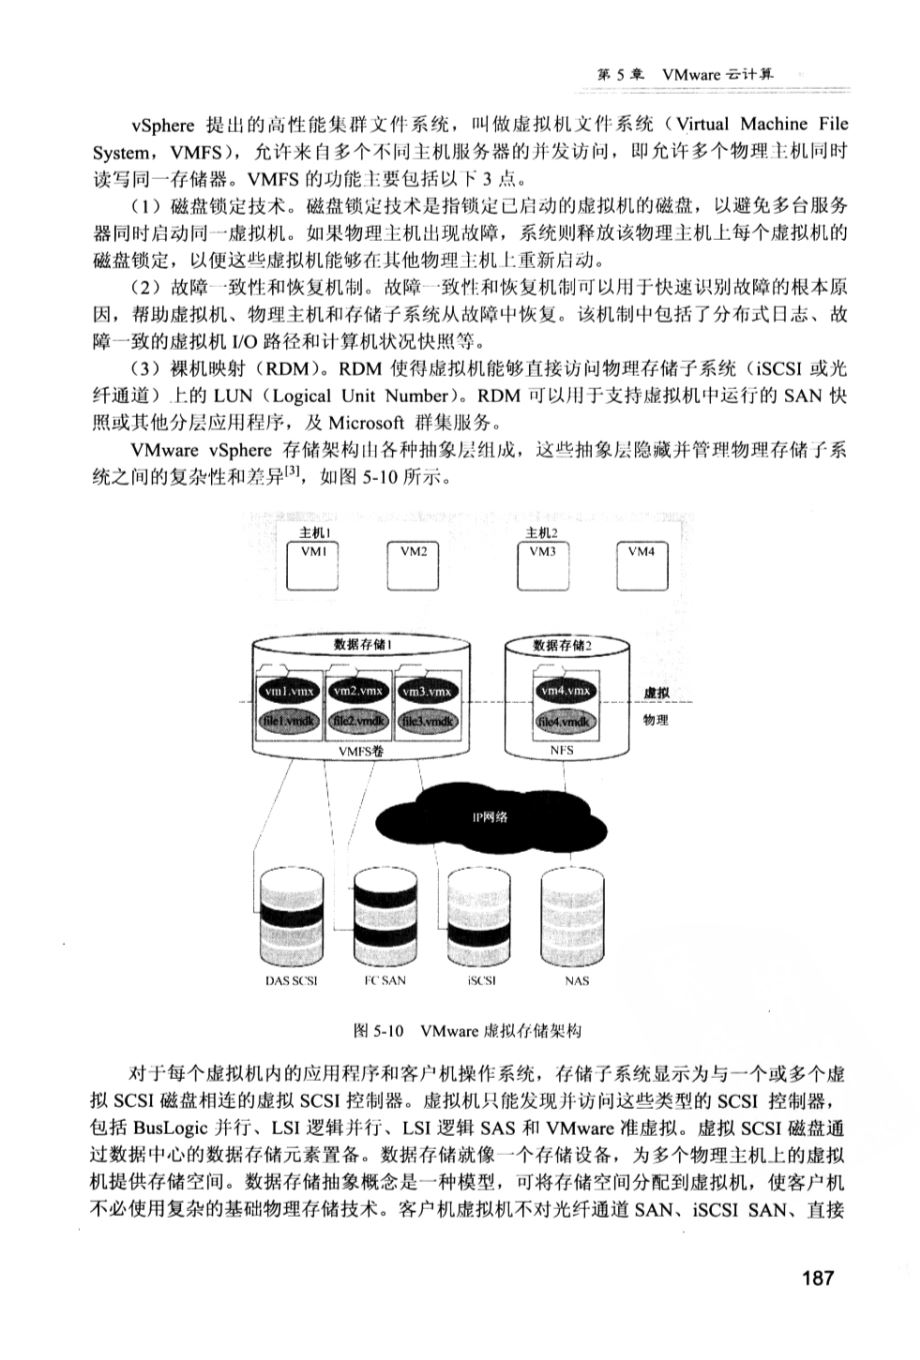 第 5 章 VMware 云计算
vSphere 提出的高性能集群文件系统，叫做虚拟机文件系统（Virtual Machine File
System，VMFS），允许来自多个不同主机服务器的并发访问，即允许多个物理主机同时
读写同一存储器。VMFS 的功能主要包括以下 3 点。
（1）磁盘锁定技术。磁盘锁定技术是指锁定已启动的虚拟机的磁盘，以避免多台服务
器同时启动同一虚拟机。如果物理主机出现故障，系统则释放该物理主机上每个虚拟机的
磁盘锁定，以便这些虚拟机能够在其他物理主机上重新启动。
（2）故障一致性和恢复机制。故障一致性和恢复机制可以用于快速识别故障的根本原
因，帮助虚拟机、物理主机和存储子系统从故障中恢复。该机制中包括了分布式日志、故
障一致的虚拟机 I/O 路径和计算机状况快照等。
（3）裸机映射（RDM）。RDM 使得虚拟机能够直接访问物理存储子系统（iSCSI 或光
纤通道）上的 LUN（Logical Unit Number）。RDM 可以用于支持虚拟机中运行的 SAN 快
照或其他分层应用程序，及 Microsoft 群集服务。
VMware vSphere 存储架构由各种抽象层组成，这些抽象层隐藏并管理物理存储子系
统之间的复杂性和差异[3]，如图 5-10 所示。
主机1 主机2
VM1 VM2 VM3 VM4
数据存储1 数据存储2
vm1.vmx vm2.vmx vm3.vmx vm4.vmx 虚拟
file1.vmdk file2.vmdk file3.vmdk file4.vmdk 物理
VMFS卷 NFS
IP网络
DAS SCSI FC SAN iSCSI NAS
图 5-10 VMware 虚拟存储架构
对于每个虚拟机内的应用程序和客户机操作系统，存储子系统显示为与一个或多个虚
拟 SCSI 磁盘相连的虚拟 SCSI 控制器。虚拟机只能发现并访问这些类型的 SCSI 控制器，
包括 BusLogic 并行、LSI 逻辑并行、LSI 逻辑 SAS 和 VMware 准虚拟。虚拟 SCSI 磁盘通
过数据中心的数据存储元素置备。数据存储就像一个存储设备，为多个物理主机上的虚拟
机提供存储空间。数据存储抽象概念是一种模型，可将存储空间分配到虚拟机，使客户机
不必使用复杂的基础物理存储技术。客户机虚拟机不对光纤通道 SAN、iSCSI SAN、直接
187